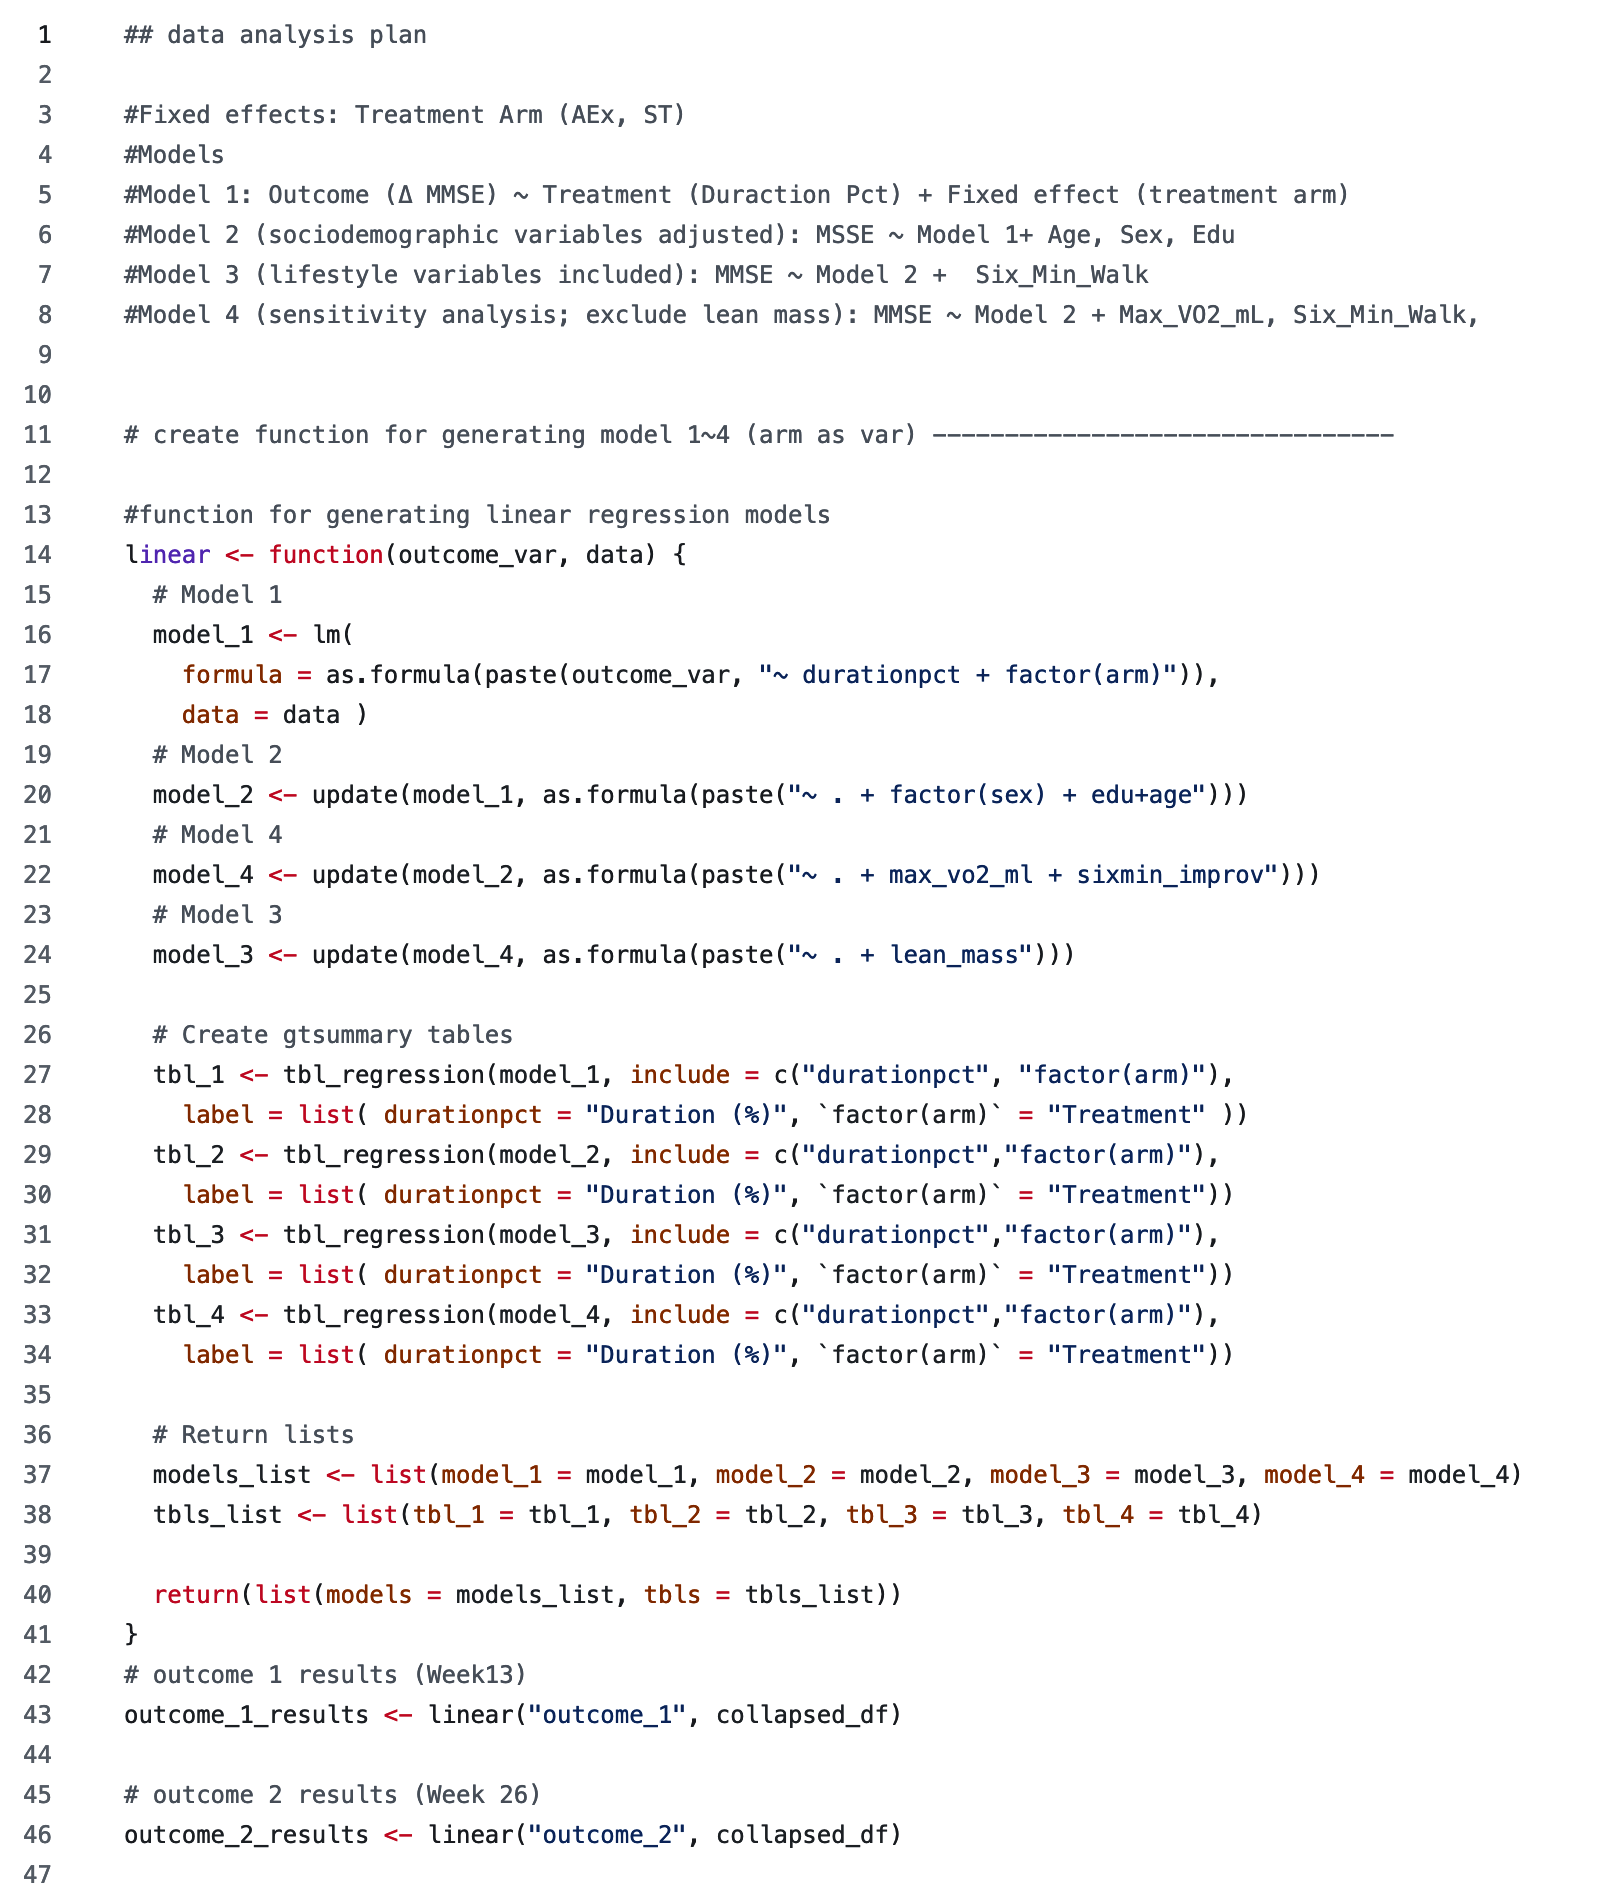 1 ## data analysis plan
2
3 #Fixed effects: Treatment Arm (AEx, ST)
4 #Models
5 #Model 1: Outcome (Δ MMSE) ~ Treatment (Duraction Pct) + Fixed effect (treatment arm)
6 #Model 2 (sociodemographic variables adjusted): MSSE ~ Model 1+ Age, Sex, Edu
7 #Model 3 (lifestyle variables included): MMSE ~ Model 2 +  Six_Min_Walk
8 #Model 4 (sensitivity analysis; exclude lean mass): MMSE ~ Model 2 + Max_VO2_mL, Six_Min_Walk,
9
10
11 # create function for generating model 1~4 (arm as var) --------------------------------
12
13 #function for generating linear regression models
14 linear <- function(outcome_var, data) {
15   # Model 1
16   model_1 <- lm(
17     formula = as.formula(paste(outcome_var, "~ durationpct + factor(arm)")),
18     data = data )
19   # Model 2
20   model_2 <- update(model_1, as.formula(paste("~ . + factor(sex) + edu+age")))
21   # Model 4
22   model_4 <- update(model_2, as.formula(paste("~ . + max_vo2_ml + sixmin_improv")))
23   # Model 3
24   model_3 <- update(model_4, as.formula(paste("~ . + lean_mass")))
25
26   # Create gtsummary tables
27   tbl_1 <- tbl_regression(model_1, include = c("durationpct", "factor(arm)"),
28     label = list( durationpct = "Duration (%)", `factor(arm)` = "Treatment" ))
29   tbl_2 <- tbl_regression(model_2, include = c("durationpct","factor(arm)"),
30     label = list( durationpct = "Duration (%)", `factor(arm)` = "Treatment"))
31   tbl_3 <- tbl_regression(model_3, include = c("durationpct","factor(arm)"),
32     label = list( durationpct = "Duration (%)", `factor(arm)` = "Treatment"))
33   tbl_4 <- tbl_regression(model_4, include = c("durationpct","factor(arm)"),
34     label = list( durationpct = "Duration (%)", `factor(arm)` = "Treatment"))
35
36   # Return lists
37   models_list <- list(model_1 = model_1, model_2 = model_2, model_3 = model_3, model_4 = model_4)
38   tbls_list <- list(tbl_1 = tbl_1, tbl_2 = tbl_2, tbl_3 = tbl_3, tbl_4 = tbl_4)
39
40   return(list(models = models_list, tbls = tbls_list))
41 }
42 # outcome 1 results (Week13)
43 outcome_1_results <- linear("outcome_1", collapsed_df)
44
45 # outcome 2 results (Week 26)
46 outcome_2_results <- linear("outcome_2", collapsed_df)
47